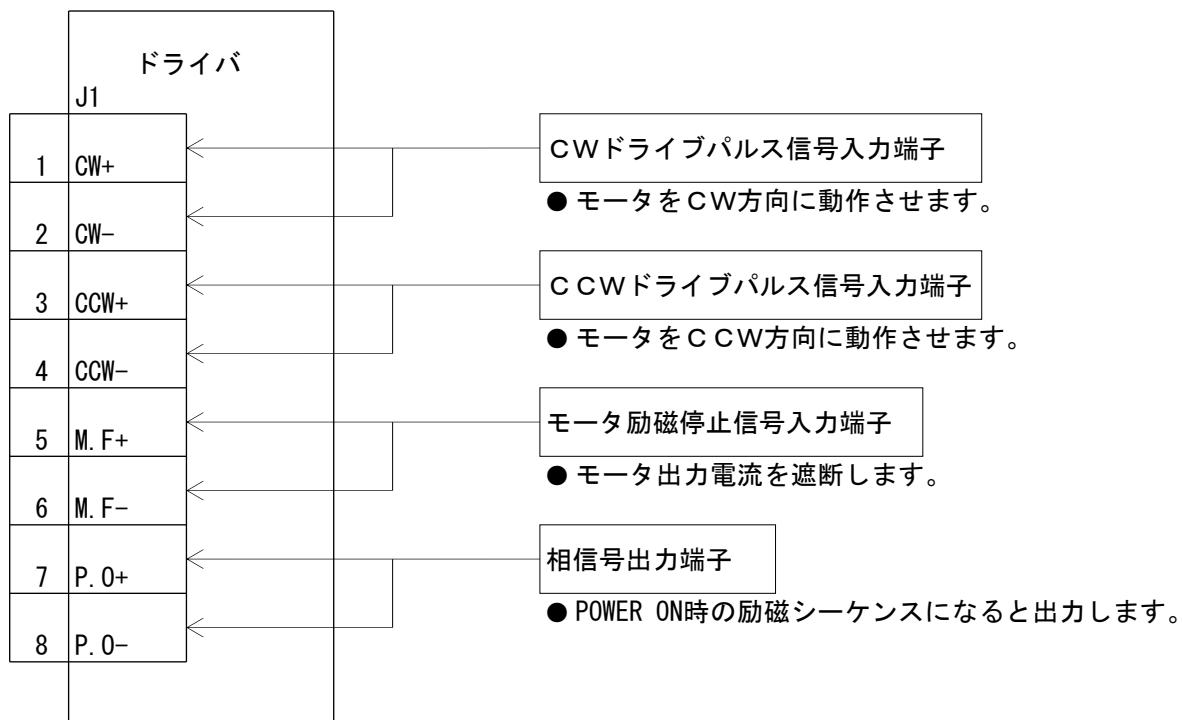 ドライバ
J1
1 CW+
CWドライブパルス信号入力端子
● モータをCW方向に動作させます。
2 CW-
3 CCW+
CCWドライブパルス信号入力端子
● モータをCCW方向に動作させます。
4 CCW-
5 M.F+
モータ励磁停止信号入力端子
● モータ出力電流を遮断します。
6 M.F-
7 P.O+
相信号出力端子
● POWER ON時の励磁シーケンスになると出力します。
8 P.O-